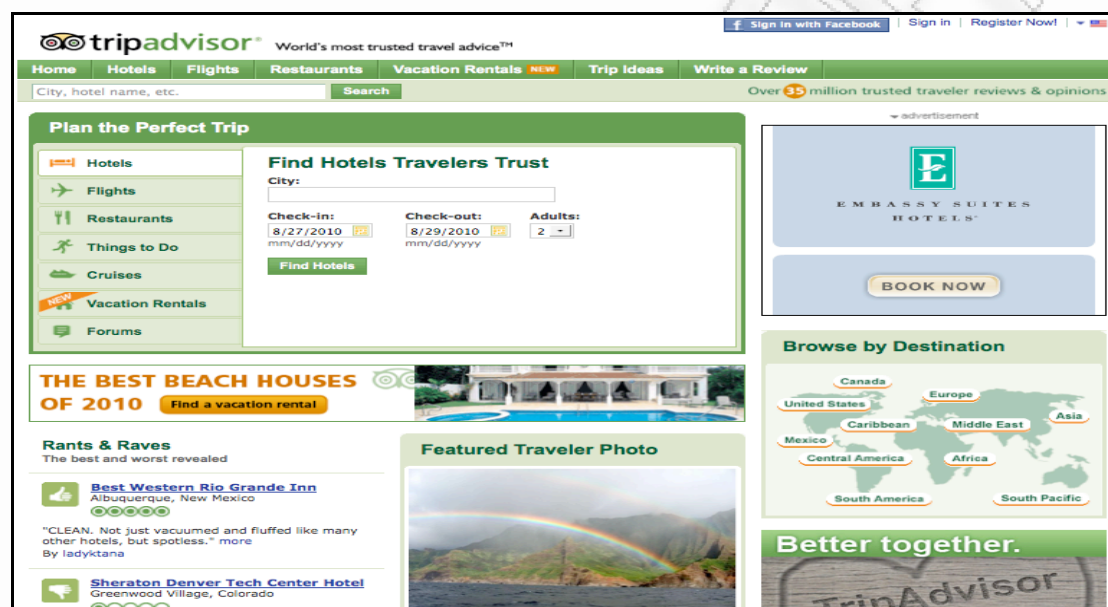 Sign in with Facebook | Sign in | Register Now!
tripadvisor® World's most trusted travel advice™
Home Hotels Flights Restaurants Vacation Rentals NEW Trip Ideas Write a Review
City, hotel name, etc. Search Over 35 million trusted traveler reviews & opinions
advertisement
Plan the Perfect Trip
Hotels
Flights
Restaurants
Things to Do
Cruises
NEW Vacation Rentals
Forums
Find Hotels Travelers Trust
City:
Check-in: Check-out: Adults:
8/27/2010 8/29/2010 2
mm/dd/yyyy mm/dd/yyyy
Find Hotels
E
EMBASSY SUITES
HOTELS
BOOK NOW
THE BEST BEACH HOUSES
OF 2010 Find a vacation rental
Browse by Destination
Canada
United States
Europe
Asia
Caribbean
Middle East
Mexico
Central America
Africa
South America
South Pacific
Rants & Raves
The best and worst revealed
Best Western Rio Grande Inn
Albuquerque, New Mexico
"CLEAN. Not just vacuumed and fluffed like many
other hotels, but spotless." more
By ladyktana
Sheraton Denver Tech Center Hotel
Greenwood Village, Colorado
Featured Traveler Photo
Better together.
TripAdvisor